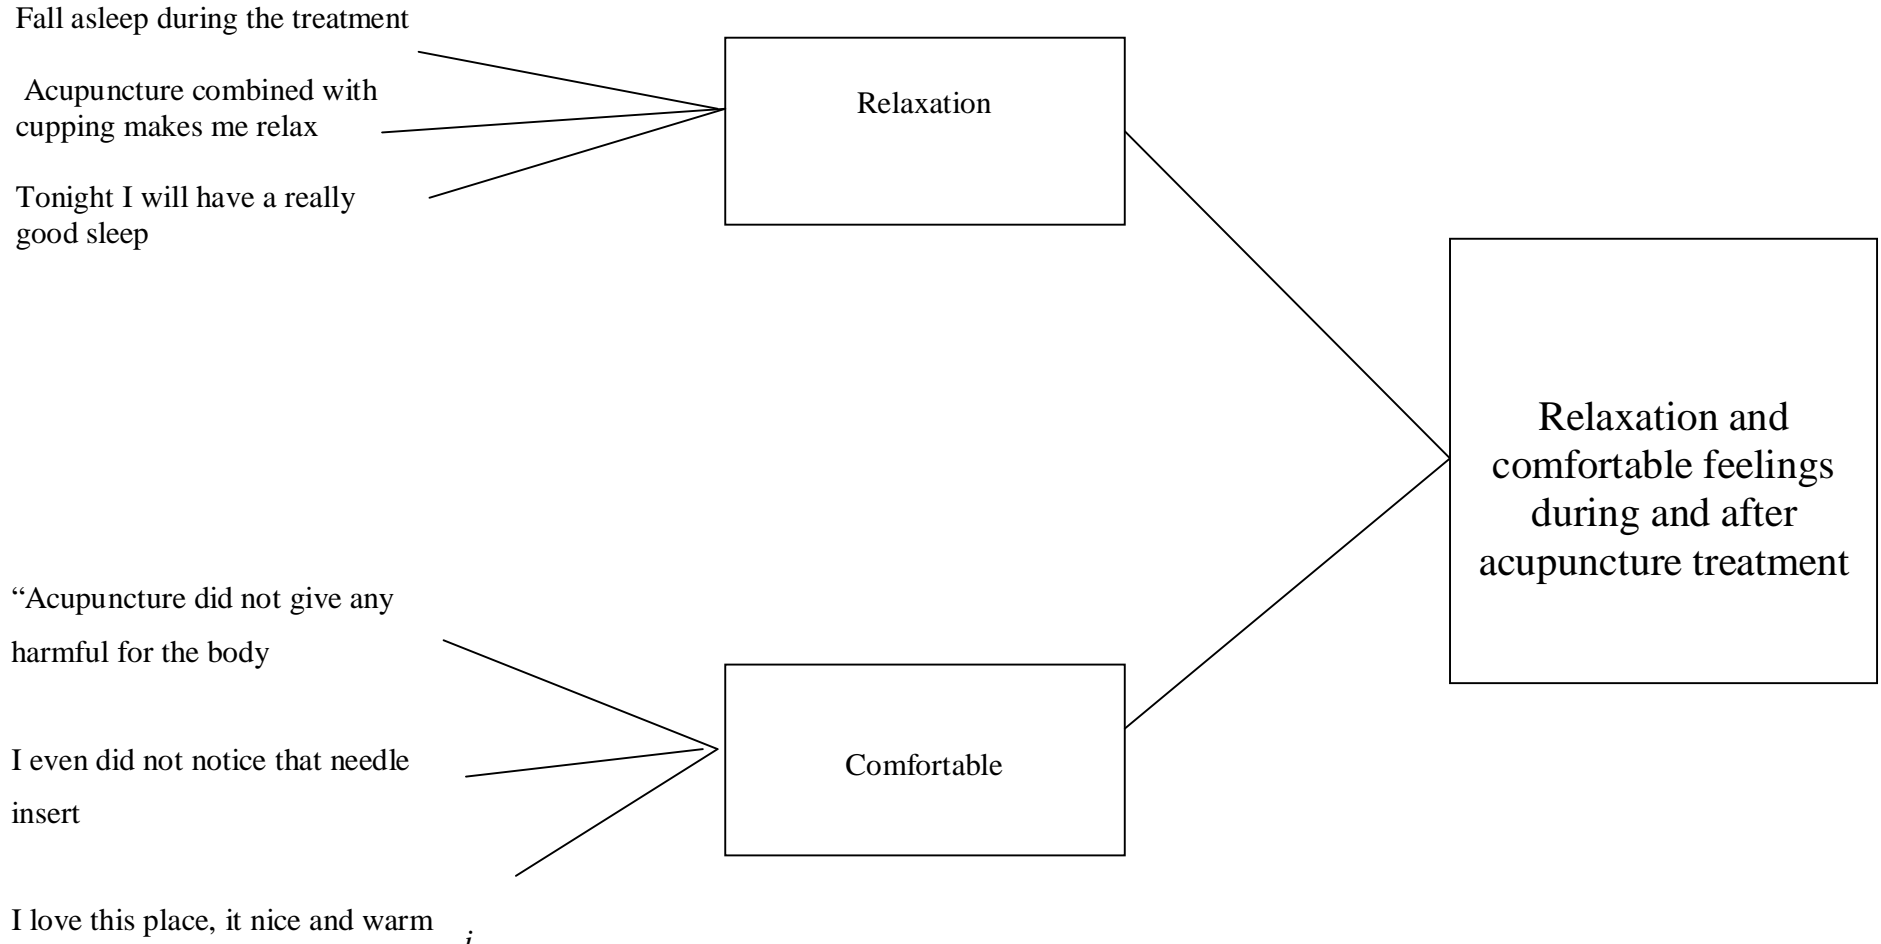 Fall asleep during the treatment
Acupuncture combined with
cupping makes me relax
Tonight I will have a really
good sleep
Relaxation
“Acupuncture did not give any
harmful for the body
I even did not notice that needle
insert
I love this place, it nice and warm
i
Comfortable
Relaxation and
comfortable feelings
during and after
acupuncture treatment